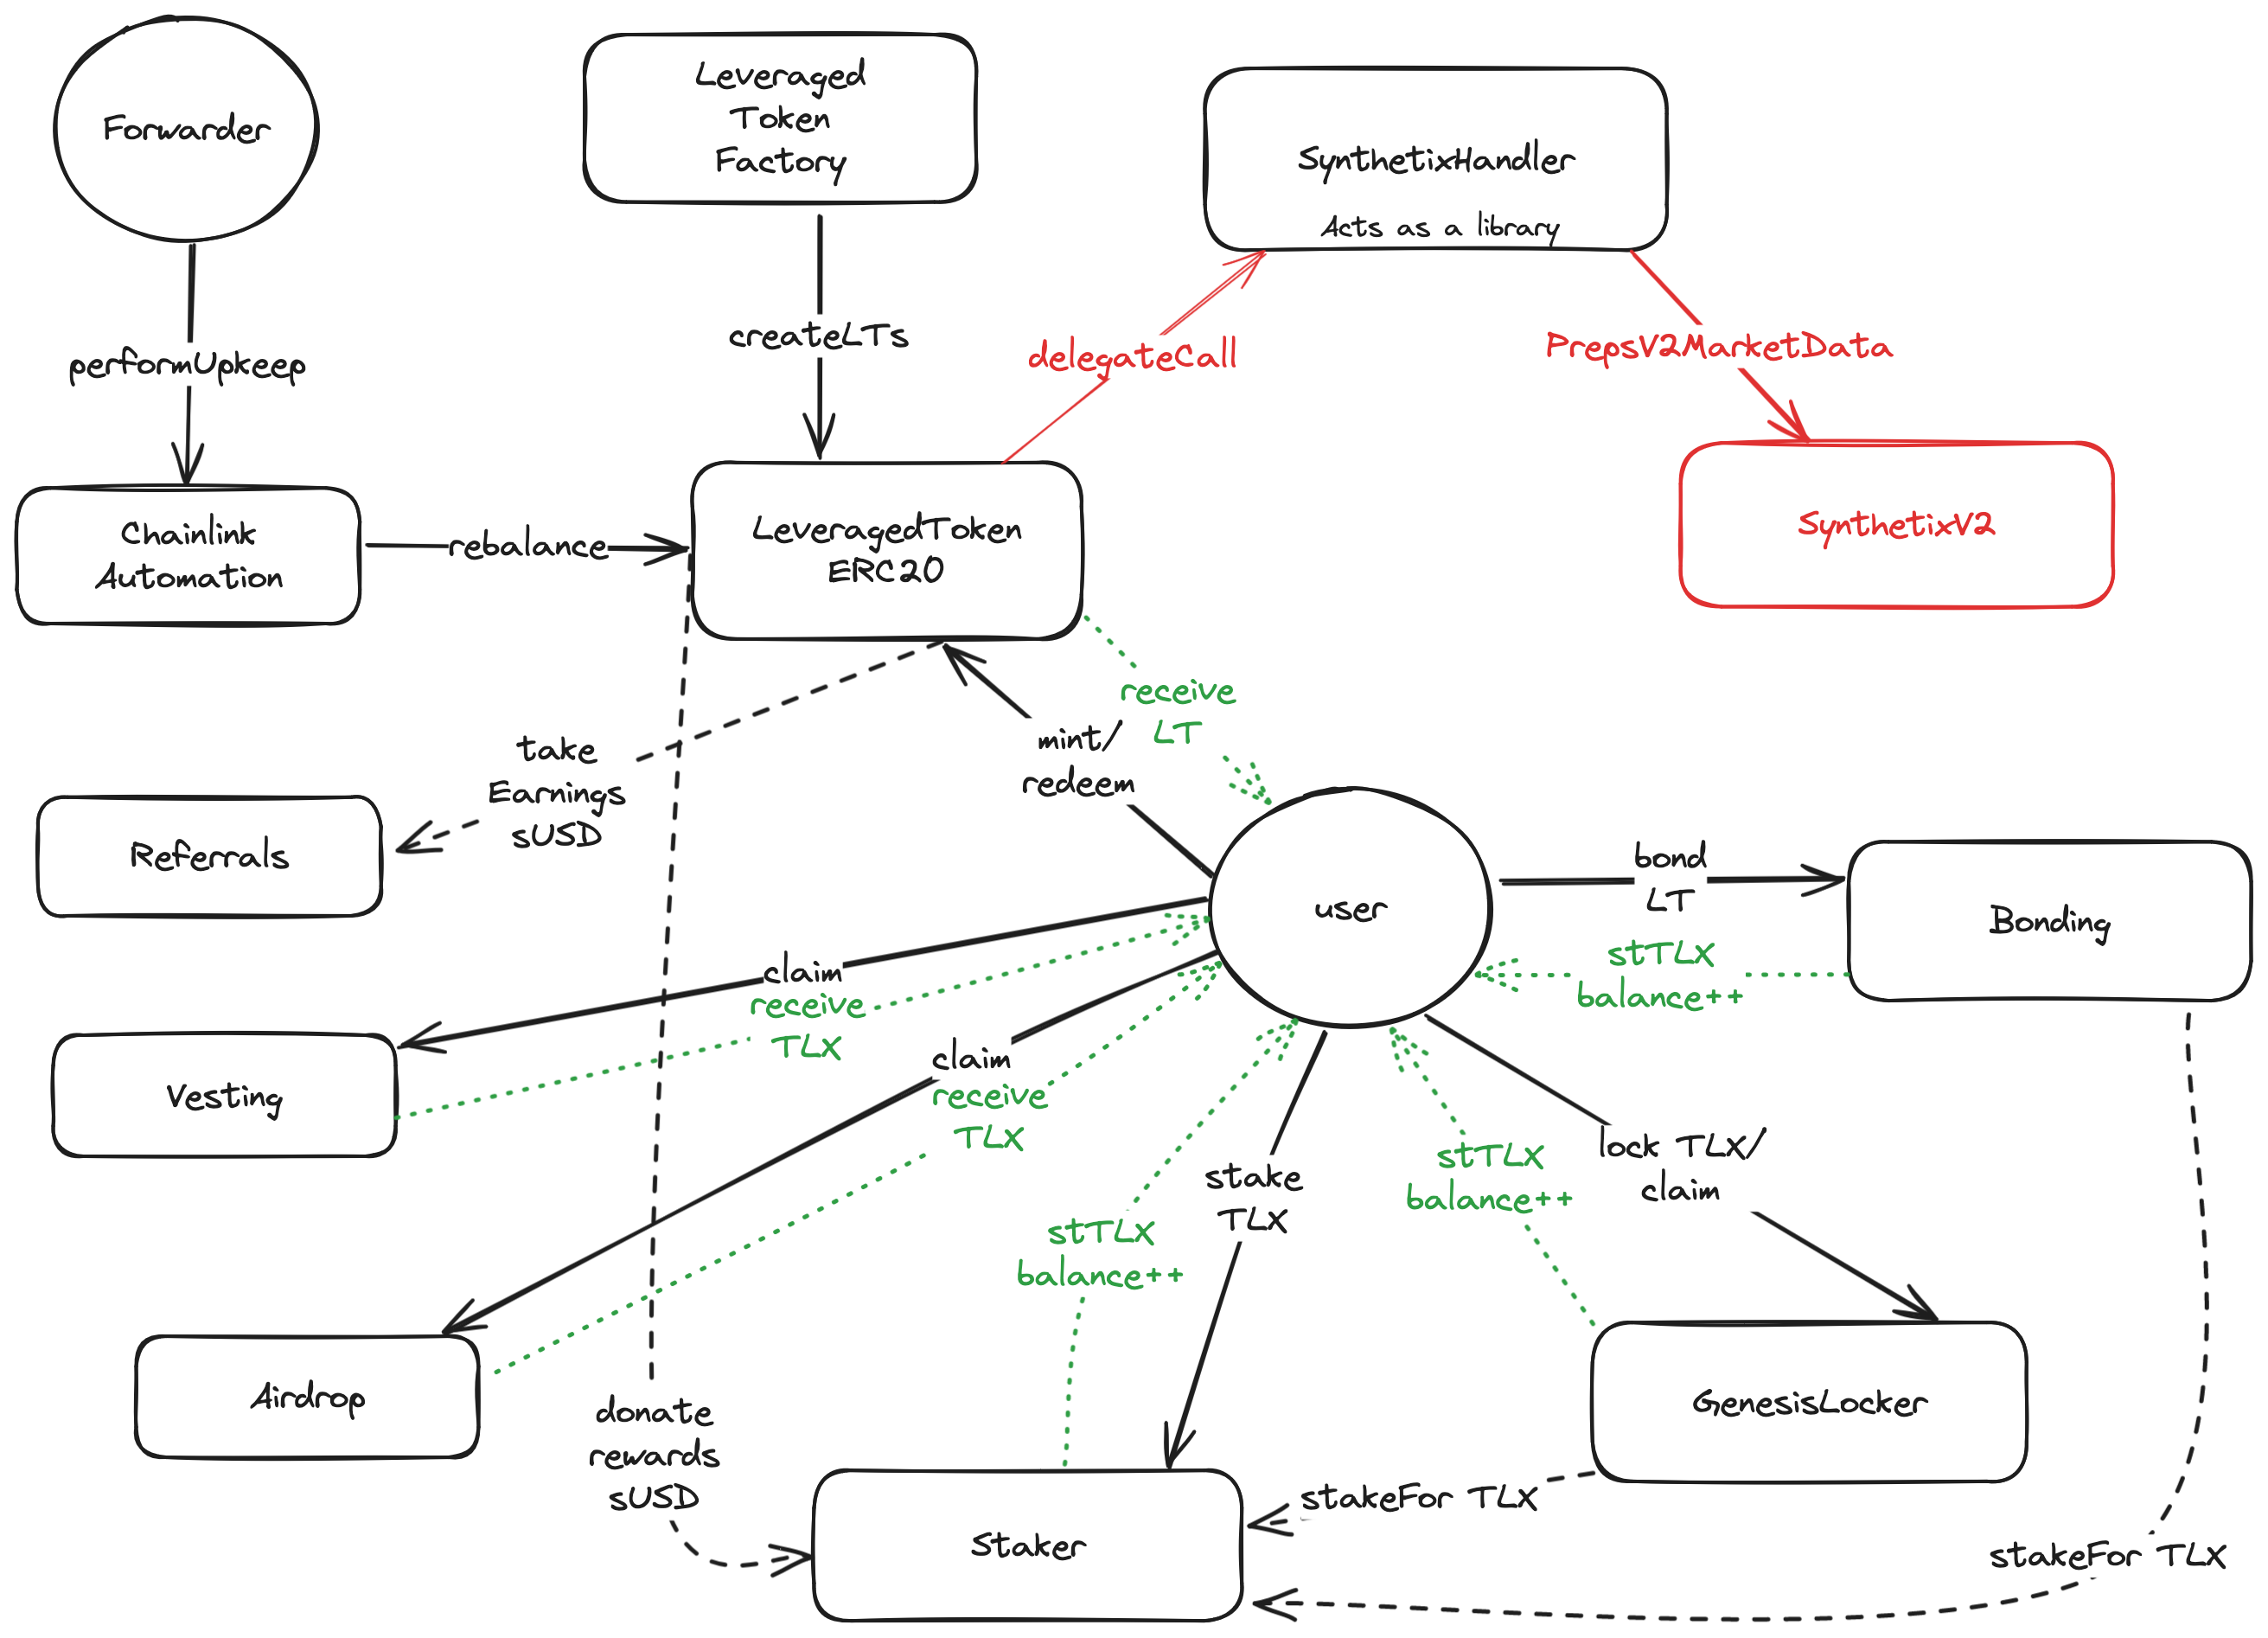 Forwarder
Leveraged
Token
Factory
SynthetixHandler
Acts as a library
performUpkeep
createLTs
delegateCall
PrepsV2MarketData
Chainlink
Automation
rebalance
LeveragedToken
ERC20
SynthetixV2
receive
LT
mint/
redeem
take
Earnings
sUSD
Referrals
user
bond
LT
Bonding
stTLX
balance++
claim
receive
TLX
Vesting
claim
receive
TLX
stTLX
balance++
stake
TLX
stTLX
balance++
lock TLX/
claim
Airdrop
donate
rewards
sUSD
GenesisLocker
stakeFor TLX
Staker
stakeFor TLX